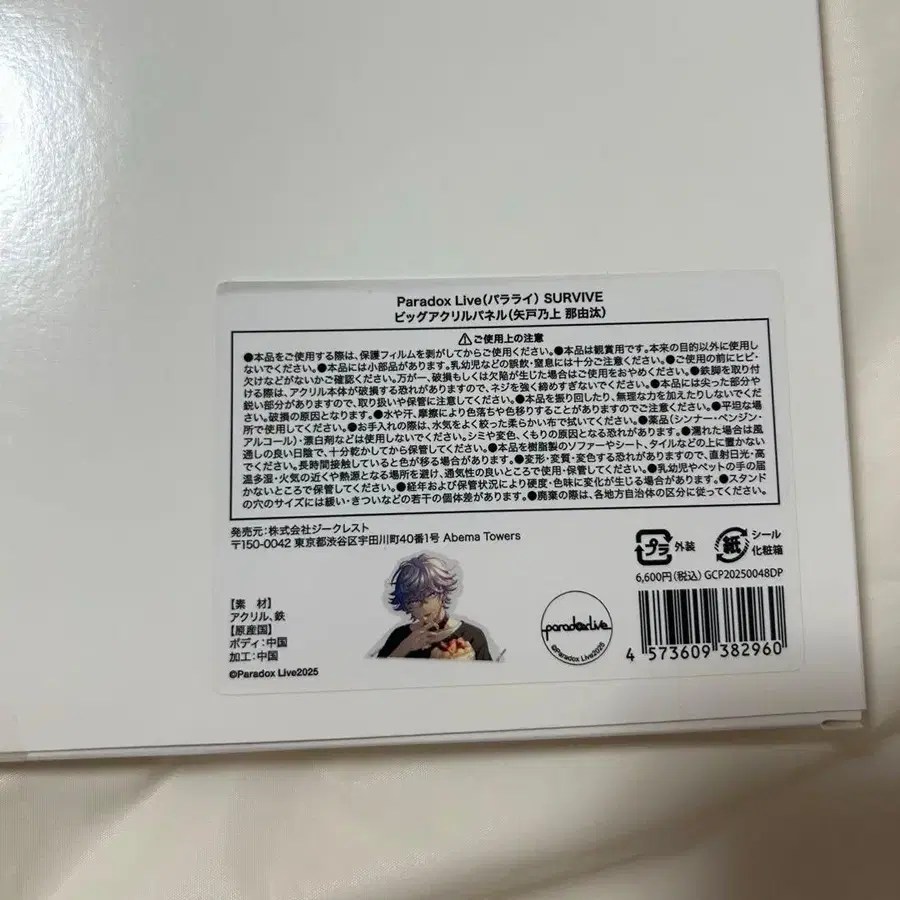 Paradox Live(パラライ) SURVIVE
ビッグアクリルパネル(矢戸乃上 那由汰)
⚠ご使用上の注意
●本品をご使用する際は、保護フィルムを剥がしてからご使用ください。●本品は観賞用です。本来の目的以外に使用し
ないでください。●本品には小部品があります。乳幼児などの誤飲・窒息には十分ご注意ください。●ご使用の前にヒビ・
欠けなどがないかご確認ください。万が一、破損もしくは欠陥が生じた場合はご使用をおやめください。●鉄脚を取り付
ける際は、アクリル本体が破損する恐れがありますので、ネジを強く締めすぎないでください。●本品には尖った部分や
鋭い部分がありますので、取り扱いや保管に注意してください。●本品を振り回したり、無理な力を加えたりしないでくだ
さい。破損の原因となります。●水や汗、摩擦により色落ちや色移りすることがありますのでご注意ください。●平坦な場
所で使用してください。●お手入れの際は、水気をよく絞った柔らかい布で拭いてください。●薬品(シンナー・ベンジン・
アルコール)・漂白剤などは使用しないでください。シミや変色、くもりの原因となる恐れがあります。●濡れた場合は風
通しの良い日陰で、十分乾かしてから保管してください。●本品を樹脂製のソファーやシート、タイルなどの上に置かない
でください。長時間接触していると色が移る場合があります。●変形・変質・変色する恐れがありますので、直射日光・高
温多湿・火気の近くや熱源となる場所を避け、通気性の良いところで使用・保管してください。●乳幼児やペットの手の届
かないところで保管してください。●経年および保管状況により硬度・色味に変化が生じる場合があります。●スタンド
の穴のサイズには緩い・きついなどの若干の個体差があります。●廃棄の際は、各地方自治体の区分に従ってください。
発売元:株式会社ジークレスト
〒150-0042 東京都渋谷区宇田川町40番1号 Abema Towers
プラ 外装
紙 シール
化粧箱
6,600円(税込) GCP20250048DP
【素 材】
アクリル、鉄
【原産国】
ボディ:中国
加工:中国
©Paradox Live2025
paradoxlive
©Paradox Live2025
4 573609 382960